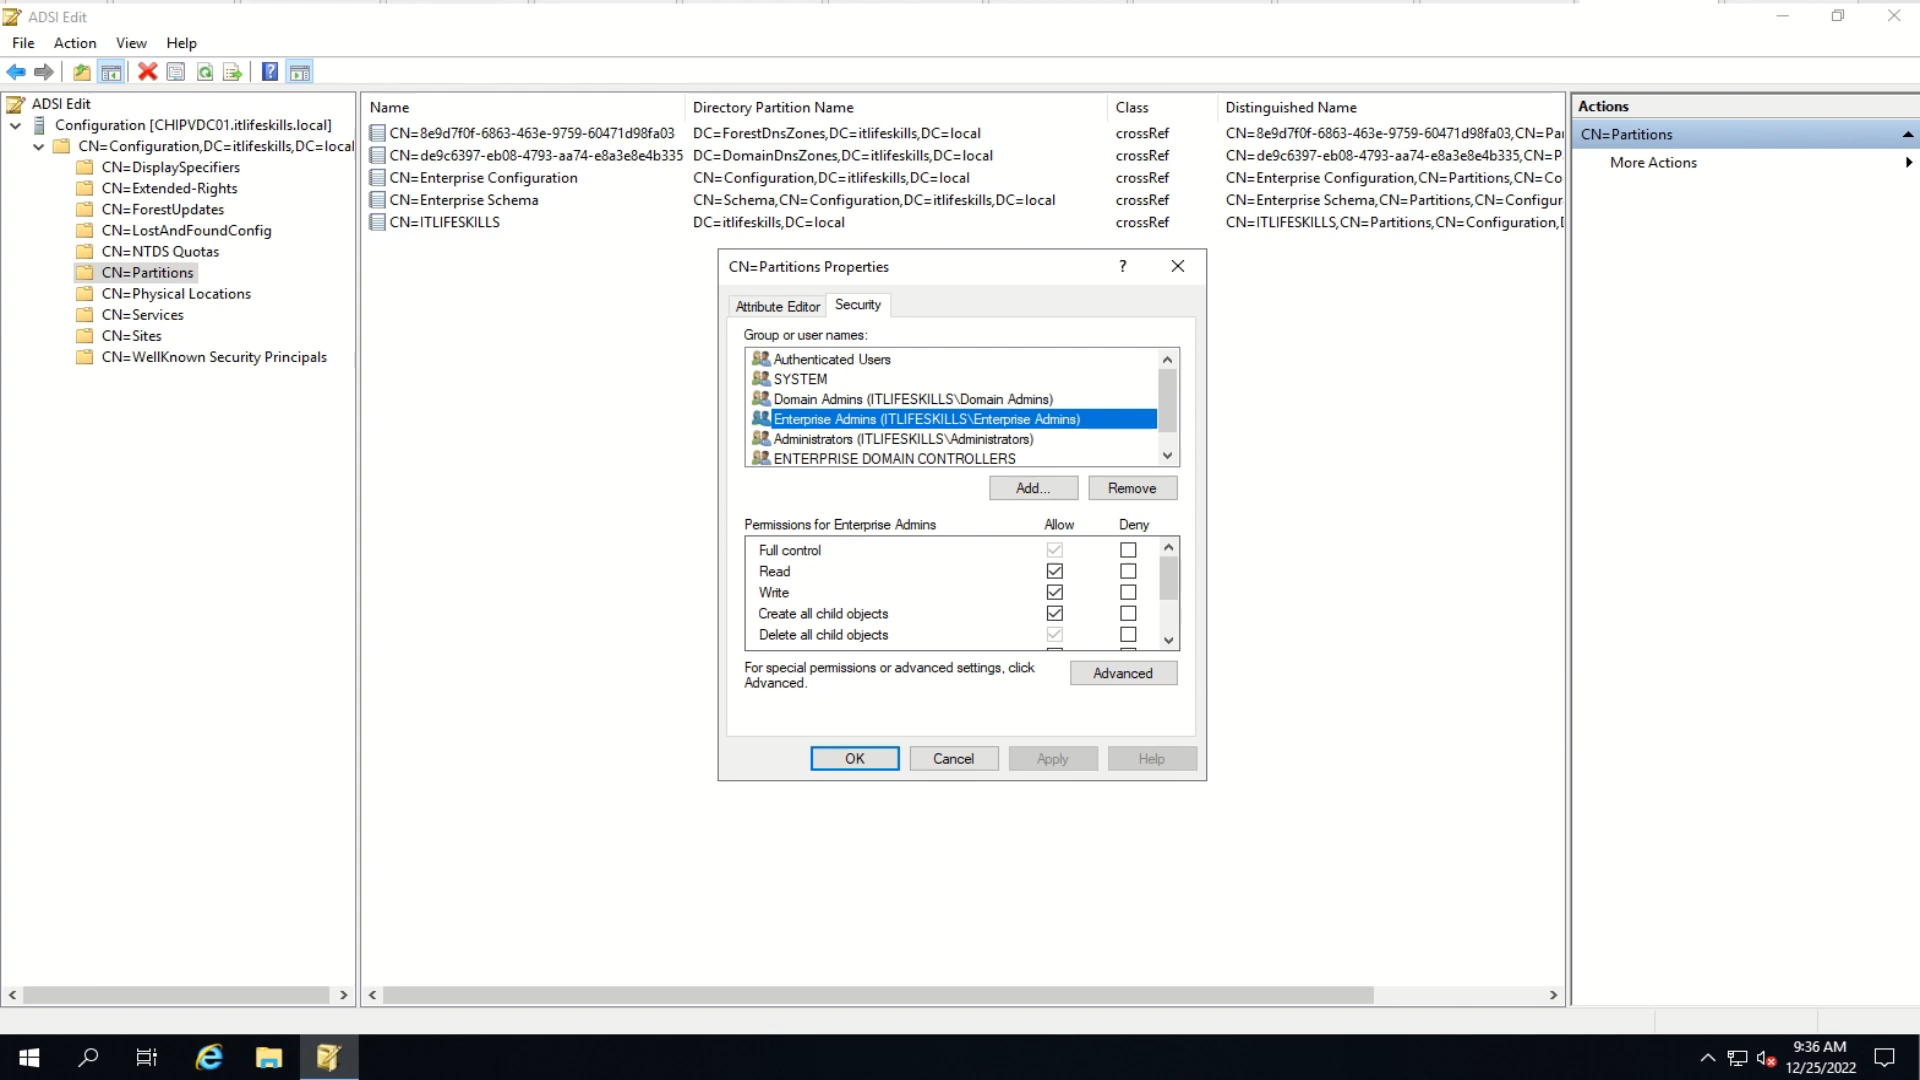 ADSI Edit
File Action View Help
ADSI Edit
Configuration [CHIPVDC01.itlifeskills.local]
CN=Configuration,DC=itlifeskills,DC=local
CN=DisplaySpecifiers
CN=Extended-Rights
CN=ForestUpdates
CN=LostAndFoundConfig
CN=NTDS Quotas
CN=Partitions
CN=Physical Locations
CN=Services
CN=Sites
CN=WellKnown Security Principals
Name Directory Partition Name Class Distinguished Name
CN=8e9d7f0f-6863-463e-9759-60471d98fa03 DC=ForestDnsZones,DC=itlifeskills,DC=local crossRef CN=8e9d7f0f-6863-463e-9759-60471d98fa03,CN=Par
CN=de9c6397-eb08-4793-aa74-e8a3e8e4b335 DC=DomainDnsZones,DC=itlifeskills,DC=local crossRef CN=de9c6397-eb08-4793-aa74-e8a3e8e4b335,CN=P
CN=Enterprise Configuration CN=Configuration,DC=itlifeskills,DC=local crossRef CN=Enterprise Configuration,CN=Partitions,CN=Co
CN=Enterprise Schema CN=Schema,CN=Configuration,DC=itlifeskills,DC=local crossRef CN=Enterprise Schema,CN=Partitions,CN=Configur
CN=ITLIFESKILLS DC=itlifeskills,DC=local crossRef CN=ITLIFESKILLS,CN=Partitions,CN=Configuration,
CN=Partitions Properties
Attribute Editor Security
Group or user names:
Authenticated Users
SYSTEM
Domain Admins (ITLIFESKILLS\Domain Admins)
Enterprise Admins (ITLIFESKILLS\Enterprise Admins)
Administrators (ITLIFESKILLS\Administrators)
ENTERPRISE DOMAIN CONTROLLERS
Add... Remove
Permissions for Enterprise Admins Allow Deny
Full control
Read
Write
Create all child objects
Delete all child objects
For special permissions or advanced settings, click
Advanced.
Advanced
OK Cancel Apply Help
Actions
CN=Partitions
More Actions
9:36 AM
12/25/2022